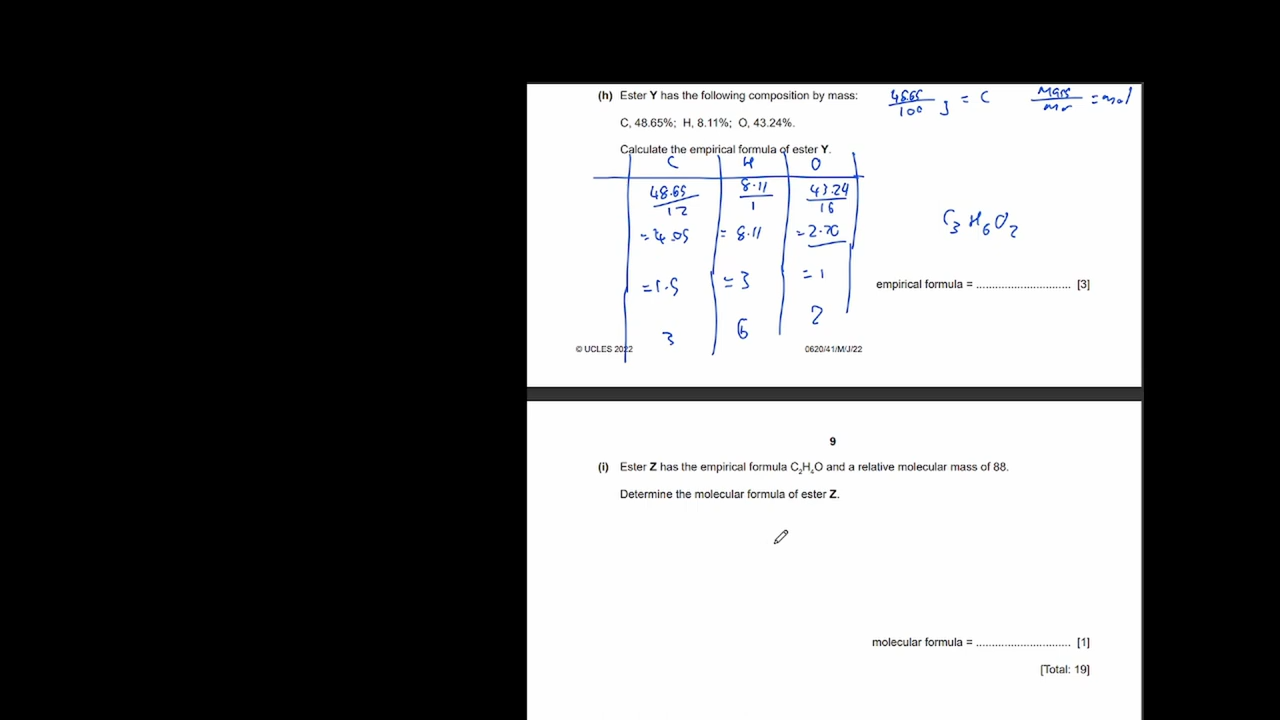 (h) Ester Y has the following composition by mass:
48.65/100 g = C
Mass/Mr = mol
C, 48.65%; H, 8.11%; O, 43.24%.
Calculate the empirical formula of ester Y.
C H O
48.65/12 8.11/1 43.24/16
=4.05 = 8.11 =2.70
=1.5 =3 =1
3 6 2
C3H6O2
empirical formula = .............................. [3]
© UCLES 2022 0620/41/M/J/22
9
(i) Ester Z has the empirical formula C₂H₄O and a relative molecular mass of 88.
Determine the molecular formula of ester Z.
molecular formula = .............................. [1]
[Total: 19]